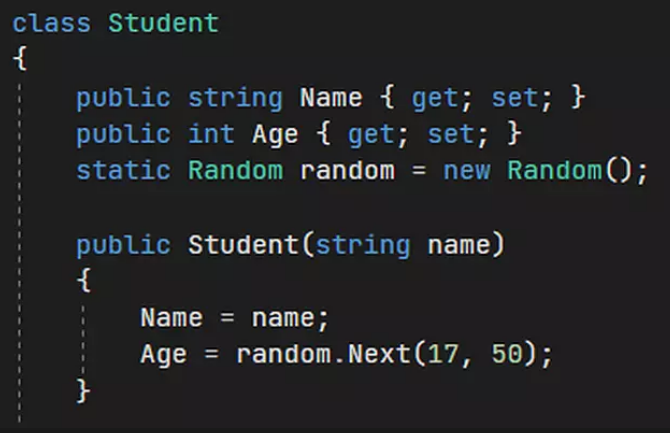 class Student
{
    public string Name { get; set; }
    public int Age { get; set; }
    static Random random = new Random();

    public Student(string name)
    {
        Name = name;
        Age = random.Next(17, 50);
    }